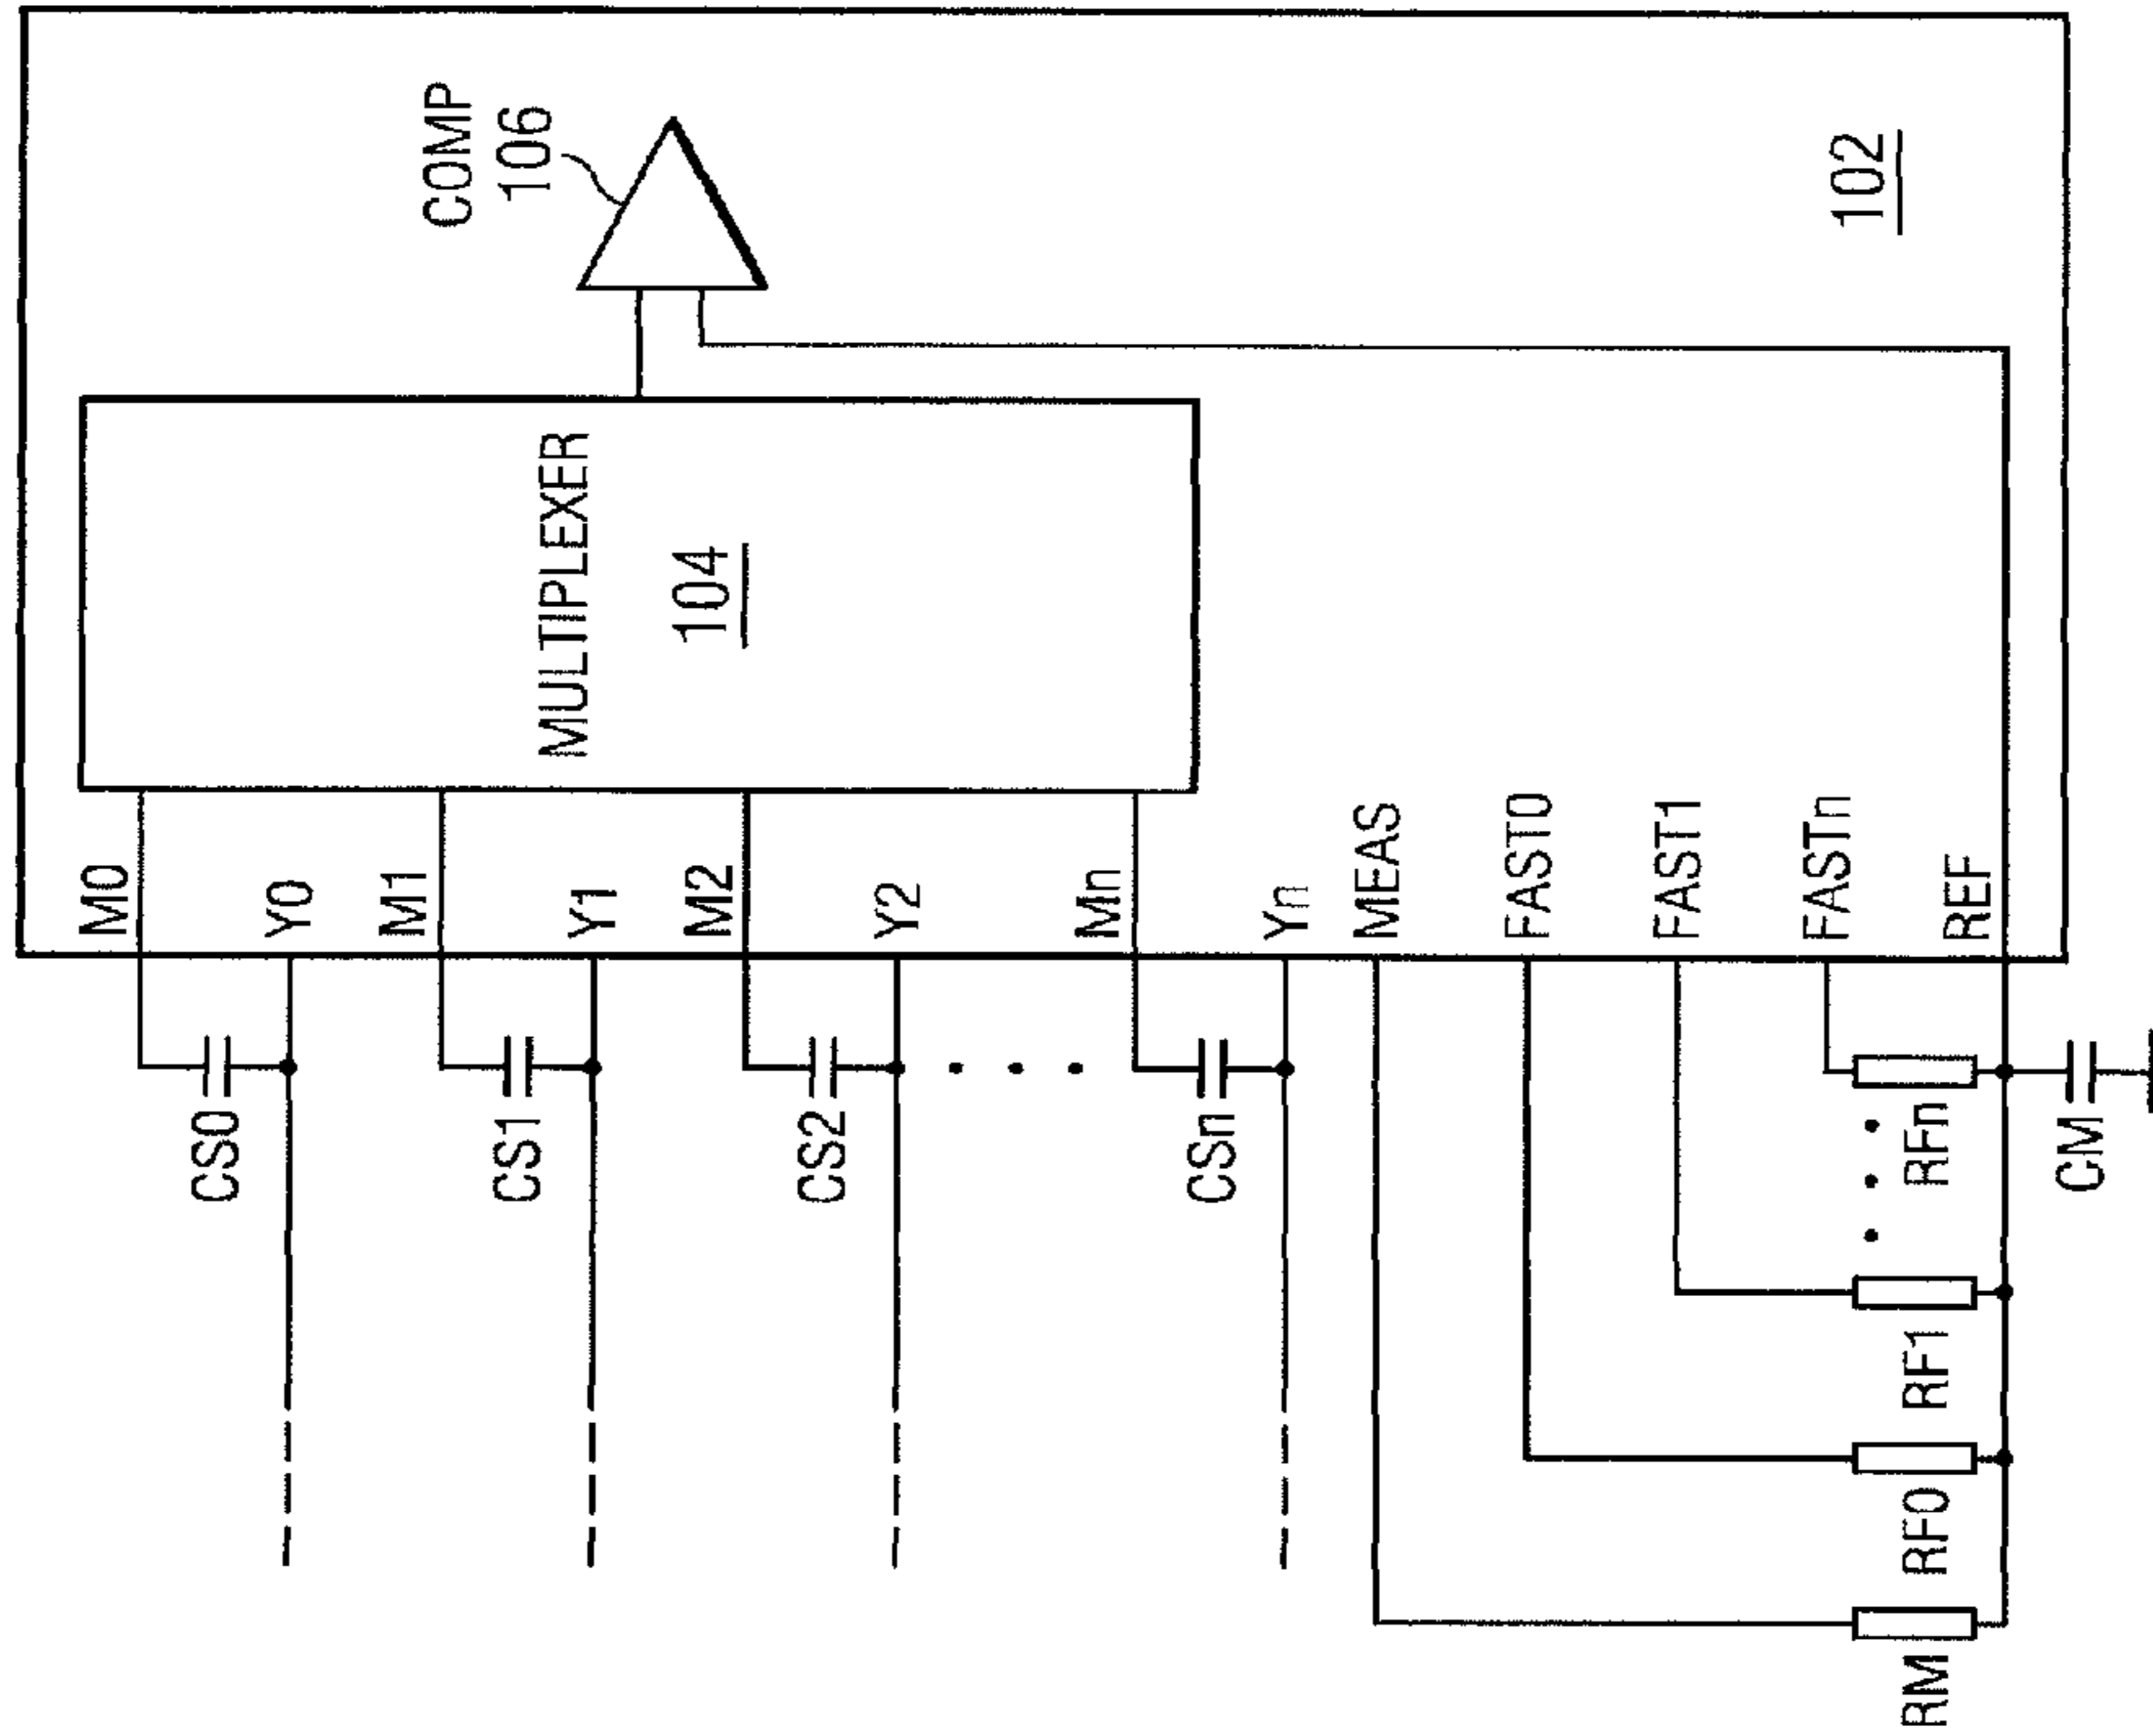 COMP
106
102
MULTIPLEXER
104
M0
Y0
M1
Y1
M2
Y2
Mn
Yn
MEAS
FAST0
FAST1
FASTn
REF
CS0
CS1
CS2
CSn
RFn
CM
RF1
RF0
RM